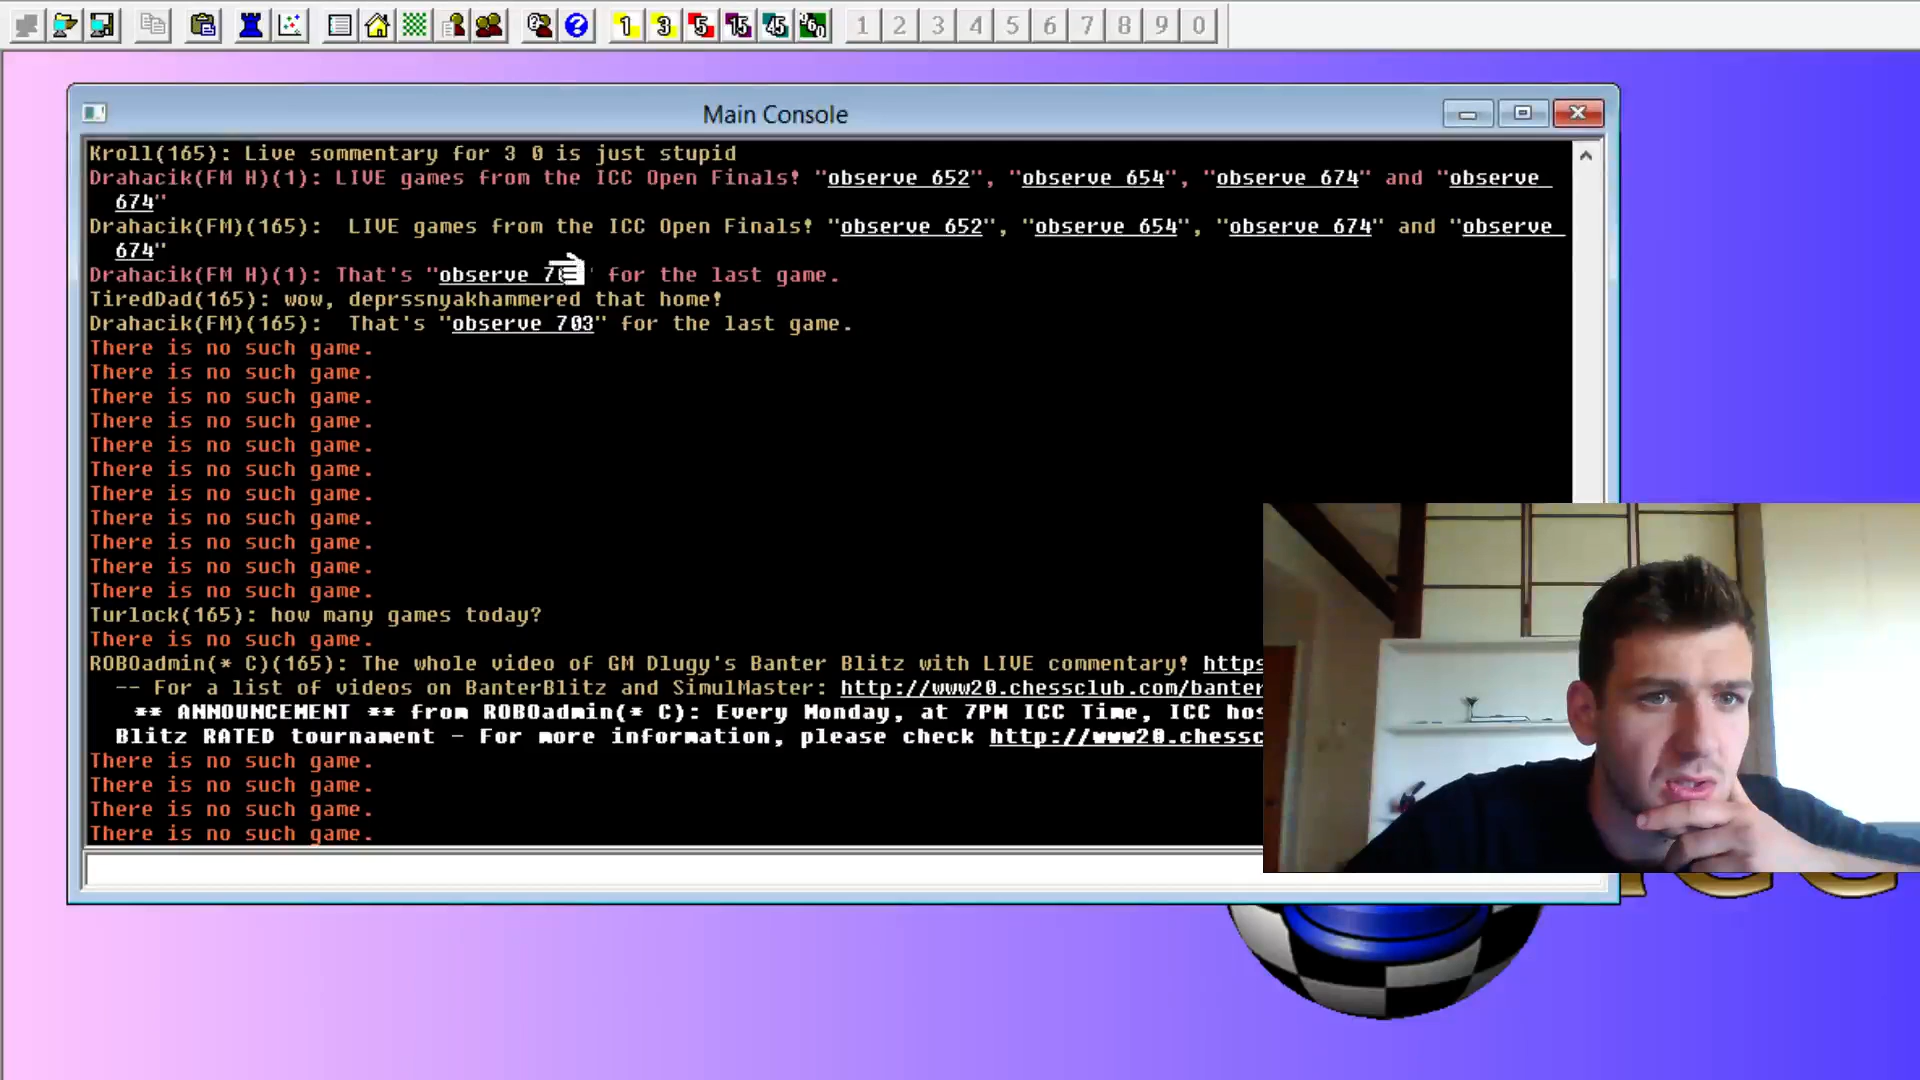 1 3 5 15 45 1 2 3 4 5 6 7 8 9 0
Main Console
Kroll(165): Live sommentary for 3 0 is just stupid
Drahacik(FM H)(1): LIVE games from the ICC Open Finals! "observe 652", "observe 654", "observe 674" and "observe
674"
Drahacik(FM)(165):  LIVE games from the ICC Open Finals! "observe 652", "observe 654", "observe 674" and "observe
674"
Drahacik(FM H)(1): That's "observe for the last game.
TiredDad(165): wow, deprssnyakhammered that home!
Drahacik(FM)(165):  That's "observe 703" for the last game.
There is no such game.
There is no such game.
There is no such game.
There is no such game.
There is no such game.
There is no such game.
There is no such game.
There is no such game.
There is no such game.
There is no such game.
There is no such game.
Turlock(165): how many games today?
There is no such game.
ROBOadmin(* C)(165): The whole video of GM Dlugy's Banter Blitz with LIVE commentary! https
-- For a list of videos on BanterBlitz and SimulMaster: http://www20.chessclub.com/banter
** ANNOUNCEMENT ** from ROBOadmin(* C): Every Monday, at 7PM ICC Time, ICC hos
Blitz RATED tournament - For more information, please check http://www20.chessc
There is no such game.
There is no such game.
There is no such game.
There is no such game.